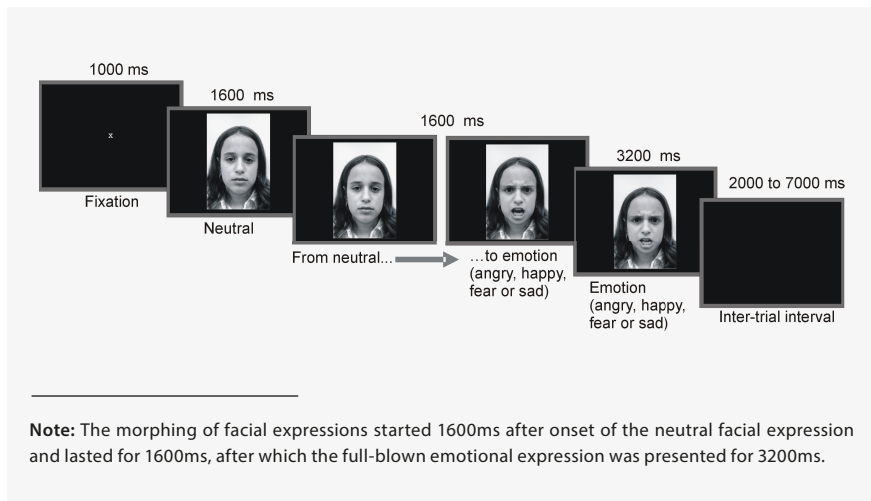 1000 ms
x
Fixation
1600 ms
Neutral
1600 ms
From neutral...
...to emotion
(angry, happy,
fear or sad)
3200 ms
Emotion
(angry, happy,
fear or sad)
2000 to 7000 ms
Inter-trial interval
Note: The morphing of facial expressions started 1600ms after onset of the neutral facial expression
and lasted for 1600ms, after which the full-blown emotional expression was presented for 3200ms.